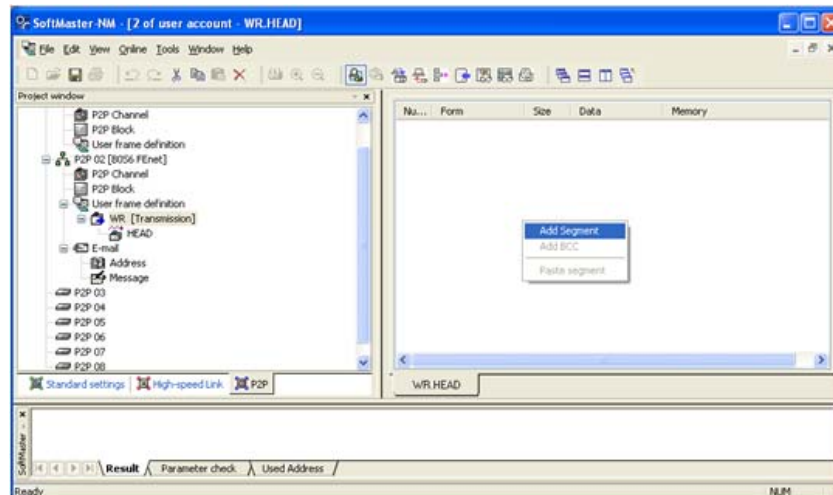 SoftMaster-NM - [2 of user account - WR.HEAD]
File Edit View Online Tools Window Help
Project window
P2P Channel
P2P Block
User frame definition
P2P 02 [B0S6 FEnet]
P2P Channel
P2P Block
User frame definition
WR [Transmission]
HEAD
E-mail
Address
Message
P2P 03
P2P 04
P2P 05
P2P 06
P2P 07
P2P 08
Standard settings High-speed Link P2P
Nu... Form Size Data Memory
Add Segment
Add BCC
Paste segment
WR.HEAD
SoftMaster
Result Parameter check Used Address
Ready NUM